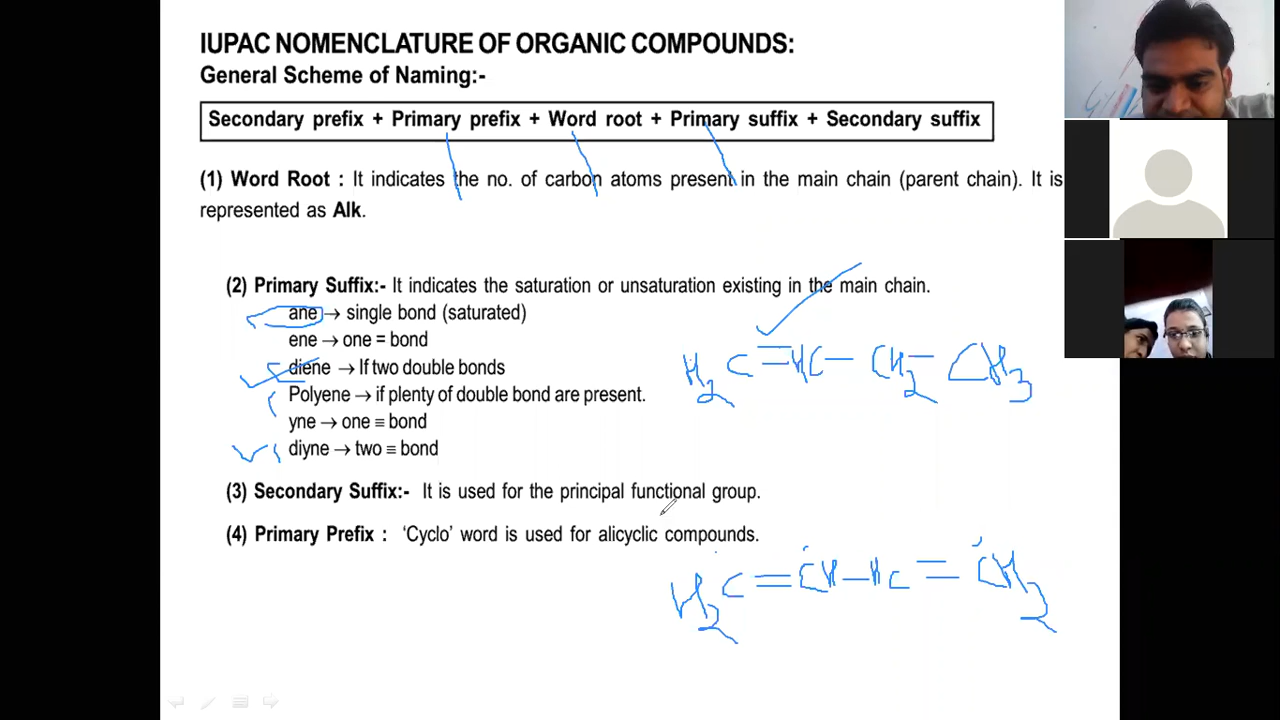 IUPAC NOMENCLATURE OF ORGANIC COMPOUNDS:
General Scheme of Naming:-
Secondary prefix + Primary prefix + Word root + Primary suffix + Secondary suffix
(1) Word Root : It indicates the no. of carbon atoms present in the main chain (parent chain). It is
represented as Alk.
(2) Primary Suffix:- It indicates the saturation or unsaturation existing in the main chain.
ane → single bond (saturated)
ene → one = bond
diene → If two double bonds
Polyene → if plenty of double bond are present.
yne → one ≡ bond
diyne → two ≡ bond
H2C=HC-CH2-CH3
(3) Secondary Suffix:- It is used for the principal functional group.
(4) Primary Prefix : ‘Cyclo’ word is used for alicyclic compounds.
H2C=CH-HC=CH2